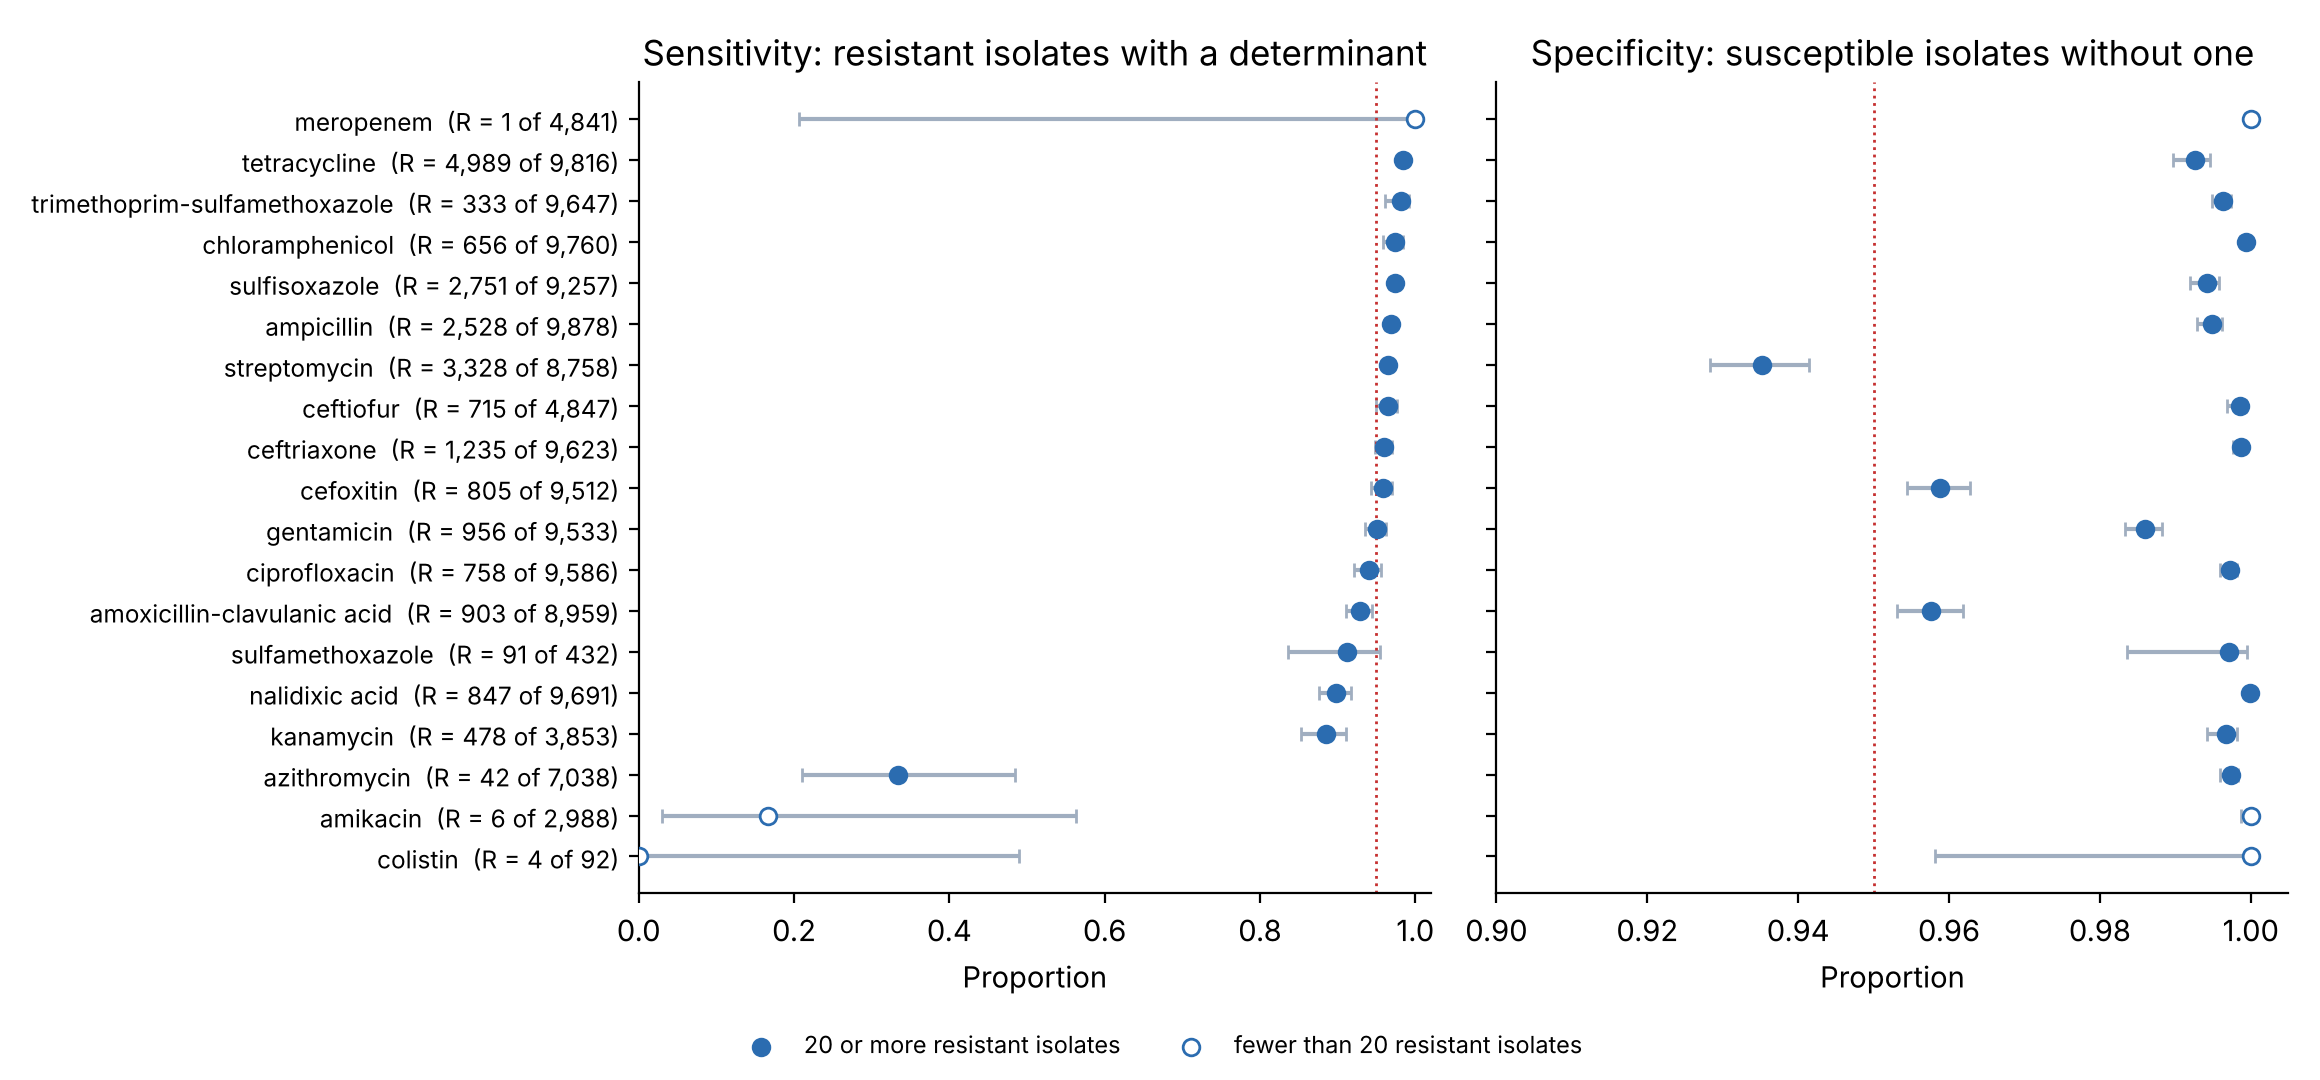 Sensitivity: resistant isolates with a determinant
Specificity: susceptible isolates without one
meropenem (R = 1 of 4,841)
tetracycline (R = 4,989 of 9,816)
trimethoprim-sulfamethoxazole (R = 333 of 9,647)
chloramphenicol (R = 656 of 9,760)
sulfisoxazole (R = 2,751 of 9,257)
ampicillin (R = 2,528 of 9,878)
streptomycin (R = 3,328 of 8,758)
ceftiofur (R = 715 of 4,847)
ceftriaxone (R = 1,235 of 9,623)
cefoxitin (R = 805 of 9,512)
gentamicin (R = 956 of 9,533)
ciprofloxacin (R = 758 of 9,586)
amoxicillin-clavulanic acid (R = 903 of 8,959)
sulfamethoxazole (R = 91 of 432)
nalidixic acid (R = 847 of 9,691)
kanamycin (R = 478 of 3,853)
azithromycin (R = 42 of 7,038)
amikacin (R = 6 of 2,988)
colistin (R = 4 of 92)
0.0 0.2 0.4 0.6 0.8 1.0
0.90 0.92 0.94 0.96 0.98 1.00
Proportion
Proportion
20 or more resistant isolates
fewer than 20 resistant isolates